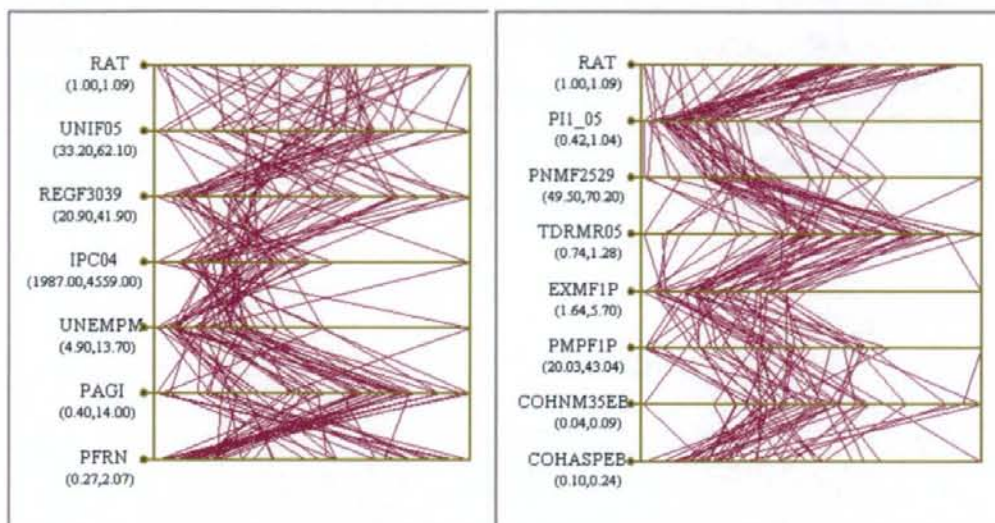 RAT
(1.00,1.09)
UNIF05
(33.20,62.10)
REGF3039
(20.90,41.90)
IPC04
(1987.00,4559.00)
UNEMPM
(4.90,13.70)
PAGI
(0.40,14.00)
PFRN
(0.27,2.07)
RAT
(1.00,1.09)
PI1_05
(0.42,1.04)
PNMF2529
(49.50,70.20)
TDRMR05
(0.74,1.28)
EXMF1P
(1.64,5.70)
PMPF1P
(20.03,43.04)
COHNM35EB
(0.04,0.09)
COHASPEB
(0.10,0.24)